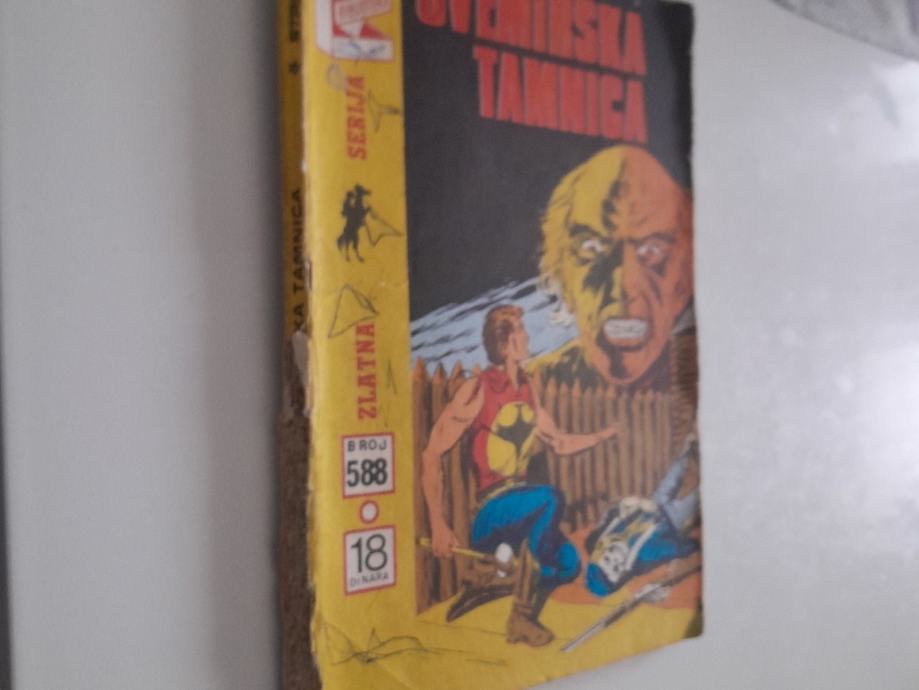 SVEMIRSKA
TAMNICA
ZLATNA SERIJA
BROJ
588
18
DINARA
KA TAMNICA